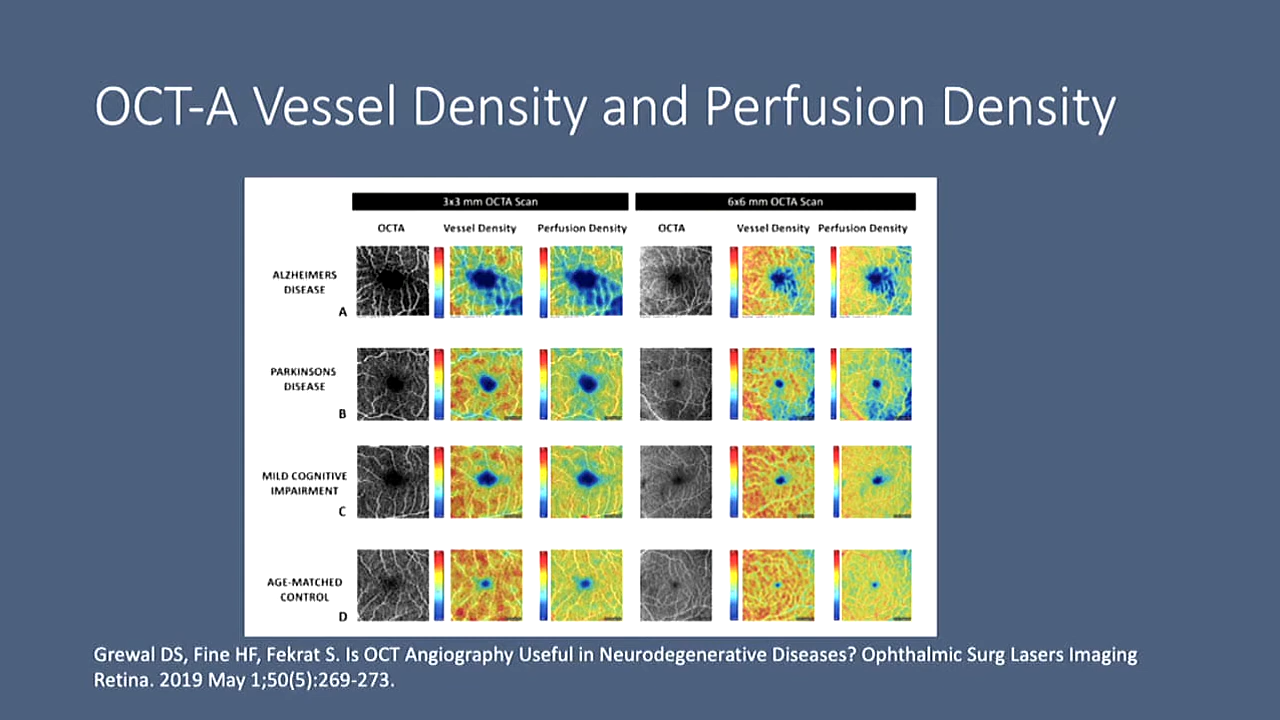 OCT-A Vessel Density and Perfusion Density
3x3 mm OCTA Scan
6x6 mm OCTA Scan
OCTA
Vessel Density
Perfusion Density
OCTA
Vessel Density
Perfusion Density
ALZHEIMERS
DISEASE
A
PARKINSONS
DISEASE
B
MILD COGNITIVE
IMPAIRMENT
C
AGE-MATCHED
CONTROL
D
Grewal DS, Fine HF, Fekrat S. Is OCT Angiography Useful in Neurodegenerative Diseases? Ophthalmic Surg Lasers Imaging
Retina. 2019 May 1;50(5):269-273.